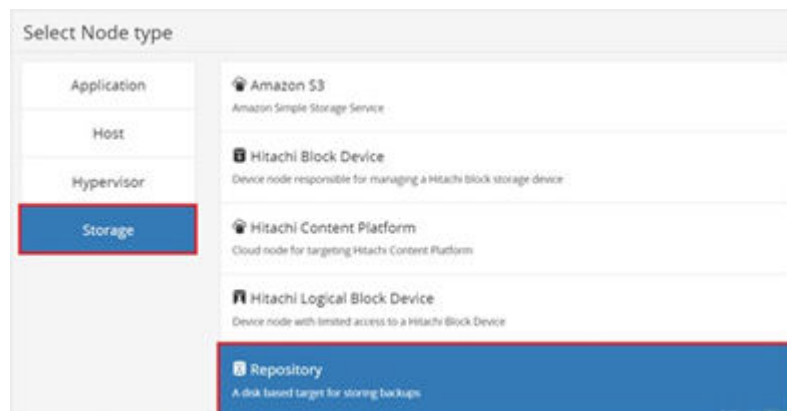 Select Node type
Application
Host
Hypervisor
Storage
Amazon S3
Amazon Simple Storage Service
Hitachi Block Device
Device node responsible for managing a Hitachi block storage device
Hitachi Content Platform
Cloud node for targeting Hitachi Content Platform
Hitachi Logical Block Device
Device node with limited access to a Hitachi Block Device
Repository
A disk based target for storing backups